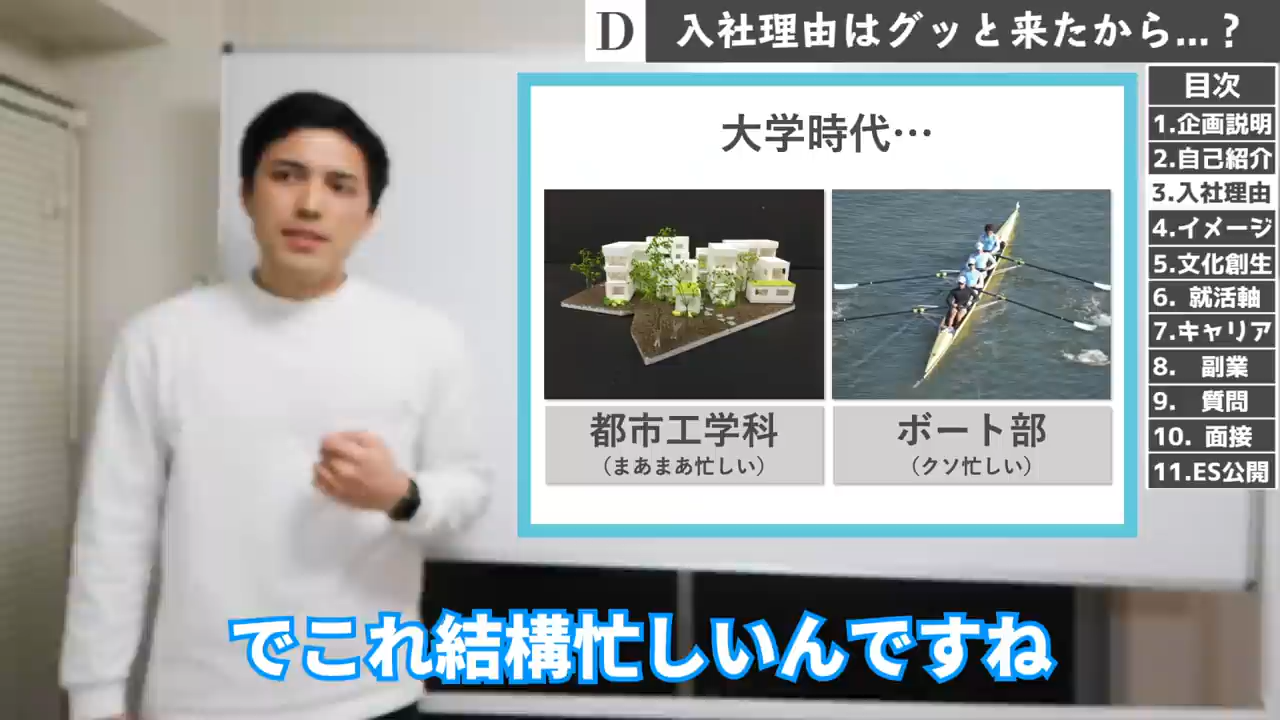 D 入社理由はグッと来たから...？
大学時代…
都市工学科
（まあまあ忙しい）
ボート部
（クソ忙しい）
目次
1.企画説明
2.自己紹介
3.入社理由
4.イメージ
5.文化創生
6. 就活軸
7.キャリア
8. 副業
9. 質問
10. 面接
11.ES公開
でこれ結構忙しいんですね